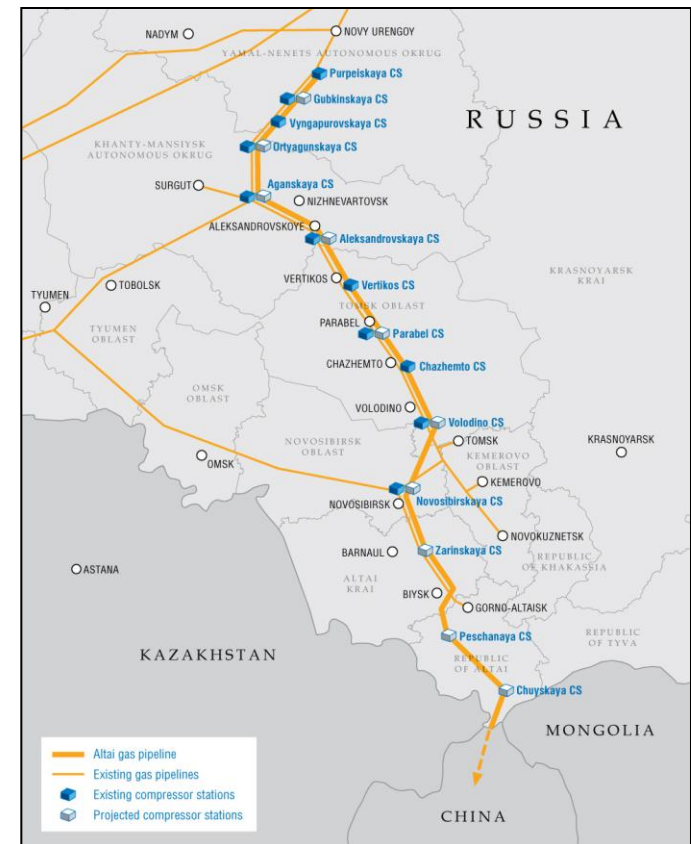 NADYM
NOVY URENGOY
YAMAL-NENETS AUTONOMOUS OKRUG
Purpeiskaya CS
Gubkinskaya CS
Vyngapurovskaya CS
RUSSIA
KHANTY-MANSIYSK
AUTONOMOUS OKRUG
Ortyagunskaya CS
SURGUT
Aganskaya CS
NIZHNEVARTOVSK
ALEKSANDROVSKOYE
Aleksandrovskaya CS
KRASNOYARSK
KRAI
TOBOLSK
VERTIKOS
Vertikos CS
TYUMEN
TOMSK OBLAST
TYUMEN
OBLAST
PARABEL
Parabel CS
CHAZHEMTO
Chazhemto CS
OMSK
OBLAST
VOLODINO
Volodino CS
NOVOSIBIRSK
OBLAST
TOMSK
KRASNOYARSK
KEMEROVO
OBLAST
OMSK
KEMEROVO
NOVOSIBIRSK
Novosibirskaya CS
NOVOKUZNETSK
BARNAUL
Zarinskaya CS
REPUBLIC
OF KHAKASSIA
ASTANA
ALTAI
KRAI
BIYSK
GORNO-ALTAISK
Peschanaya CS
REPUBLIC
OF TYVA
KAZAKHSTAN
REPUBLIC
OF ALTAI
Chuyskaya CS
MONGOLIA
Altai gas pipeline
Existing gas pipelines
Existing compressor stations
Projected compressor stations
CHINA